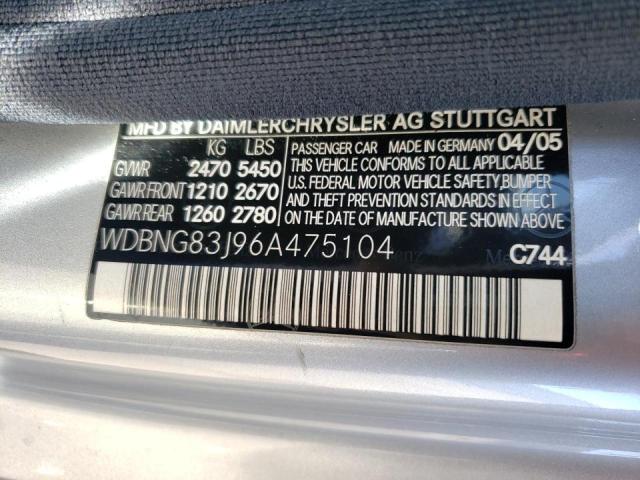 MFD BY DAIMLERCHRYSLER AG STUTTGART
KG LBS
GVWR 2470 5450
GAWR FRONT 1210 2670
GAWR REAR 1260 2780
PASSENGER CAR MADE IN GERMANY 04/05
THIS VEHICLE CONFORMS TO ALL APPLICABLE
U.S. FEDERAL MOTOR VEHICLE SAFETY, BUMPER
AND THEFT PREVENTION STANDARDS IN EFFECT
ON THE DATE OF MANUFACTURE SHOWN ABOVE
WDBNG83J96A475104
C744